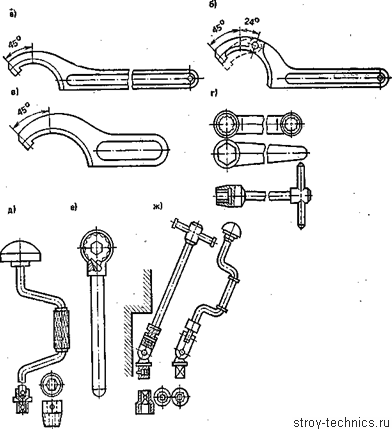 а)
б)
45°
45° 24°
в)
45°
г)
д)
е)
ж)
stroy-technics.ru